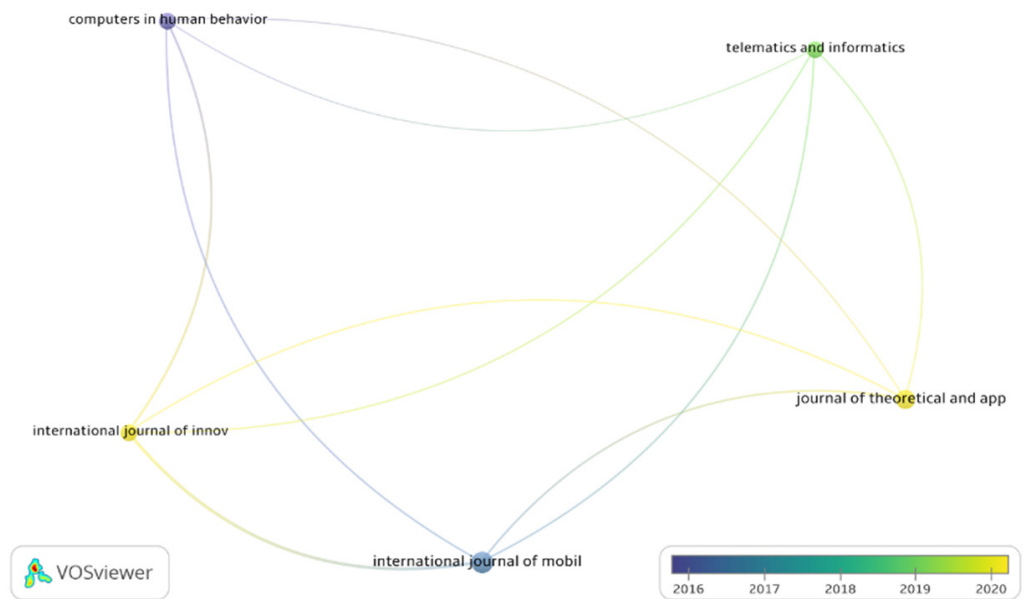 computers in human behavior
telematics and informatics
journal of theoretical and app
international journal of innov
international journal of mobil
VOSviewer
2016 2017 2018 2019 2020